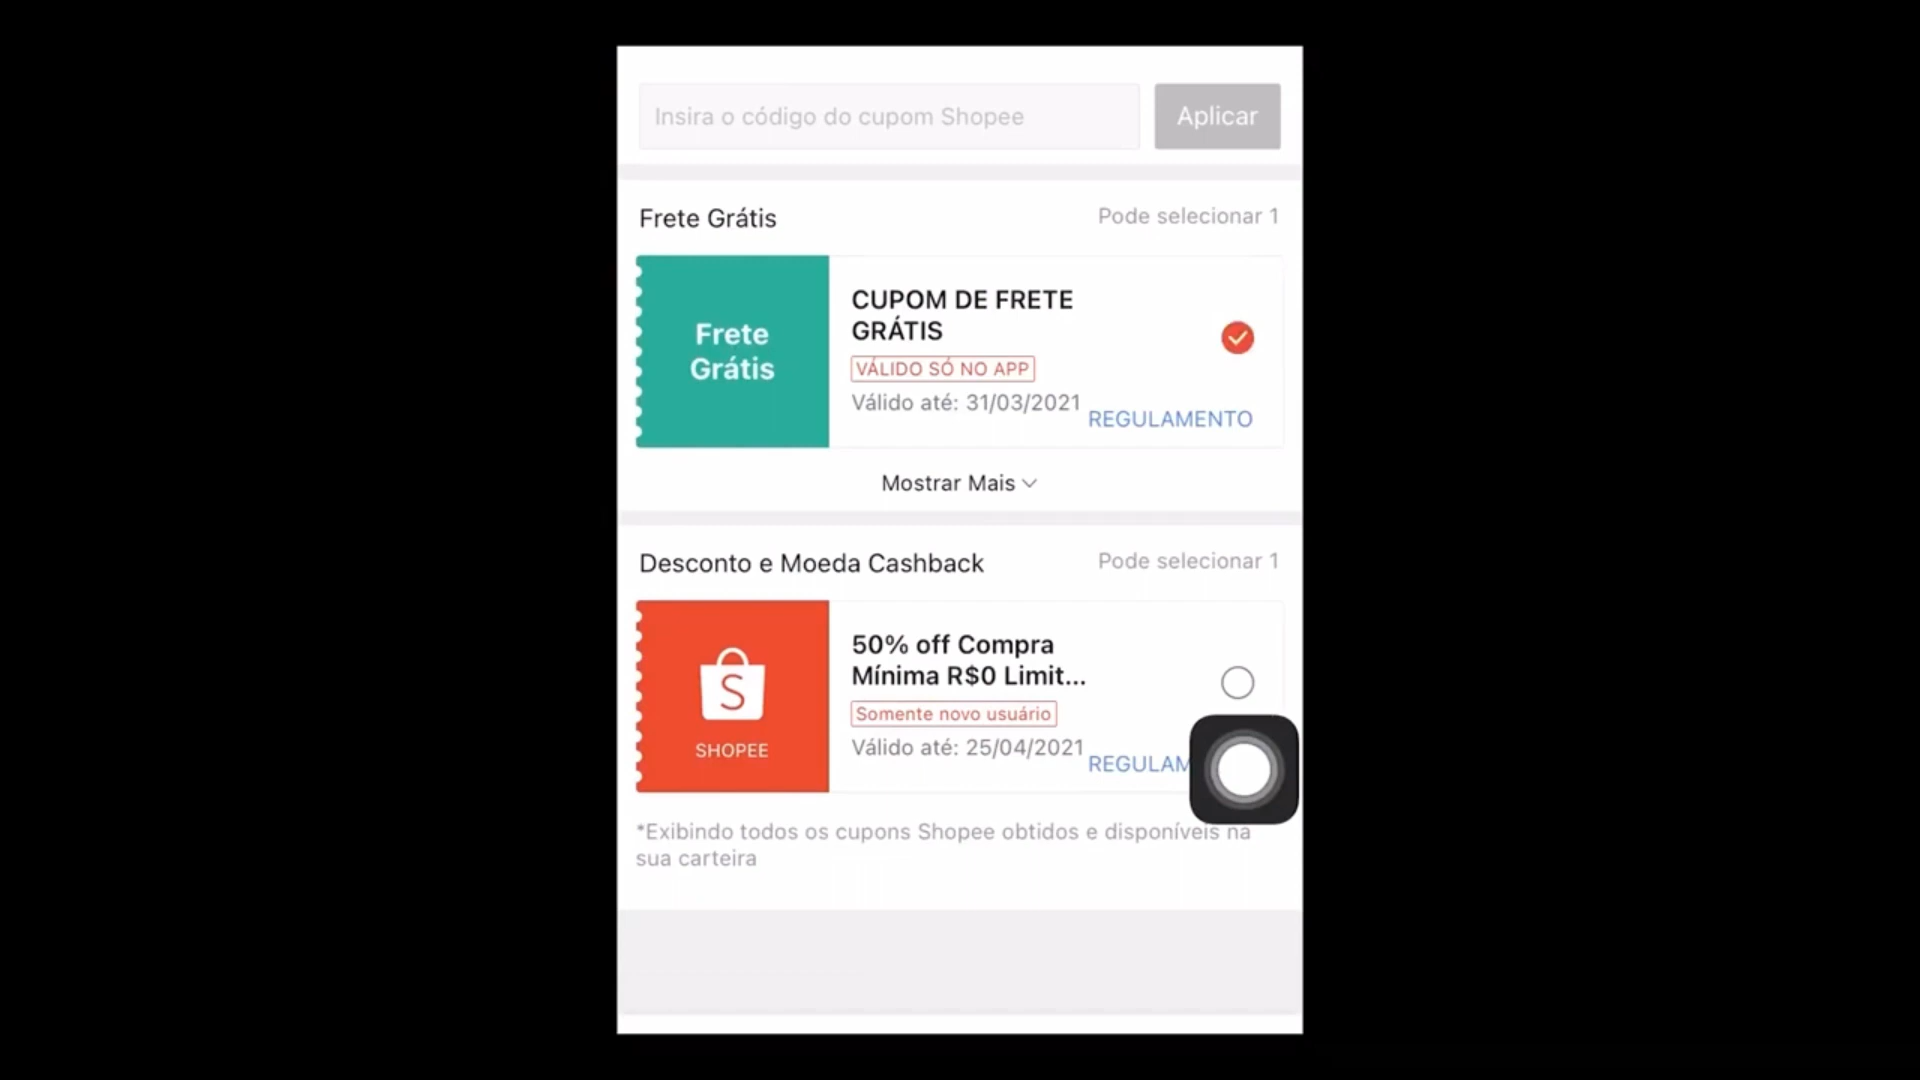 Insira o código do cupom Shopee
Aplicar
Frete Grátis
Pode selecionar 1
Frete
Grátis
CUPOM DE FRETE
GRÁTIS
VÁLIDO SÓ NO APP
Válido até: 31/03/2021
REGULAMENTO
Mostrar Mais
Desconto e Moeda Cashback
Pode selecionar 1
S
SHOPEE
50% off Compra
Mínima R$0 Limit...
Somente novo usuário
Válido até: 25/04/2021
REGULAM
*Exibindo todos os cupons Shopee obtidos e disponíveis na
sua carteira